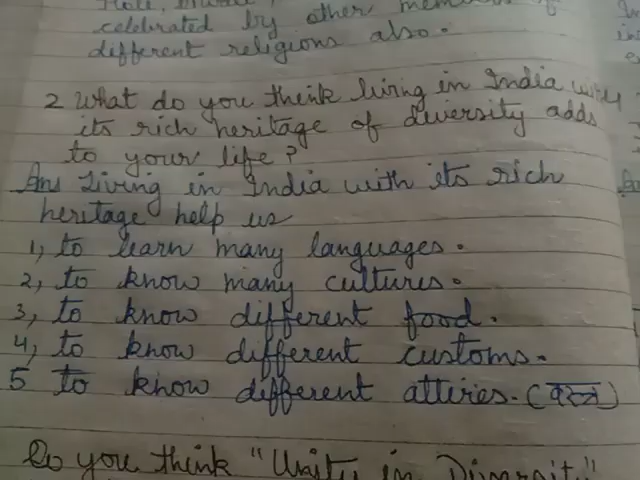 celebrated by other members of
different religions also.
2 What do you think living in India with
its rich heritage of diversity adds
to your life?
Ans Living in India with its rich
heritage help us
1, to learn many languages.
2, to know many cultures.
3, to know different food.
4, to know different customs.
5 to know different attires. (वस्त्र)
Do you think "Unity in Diversity"